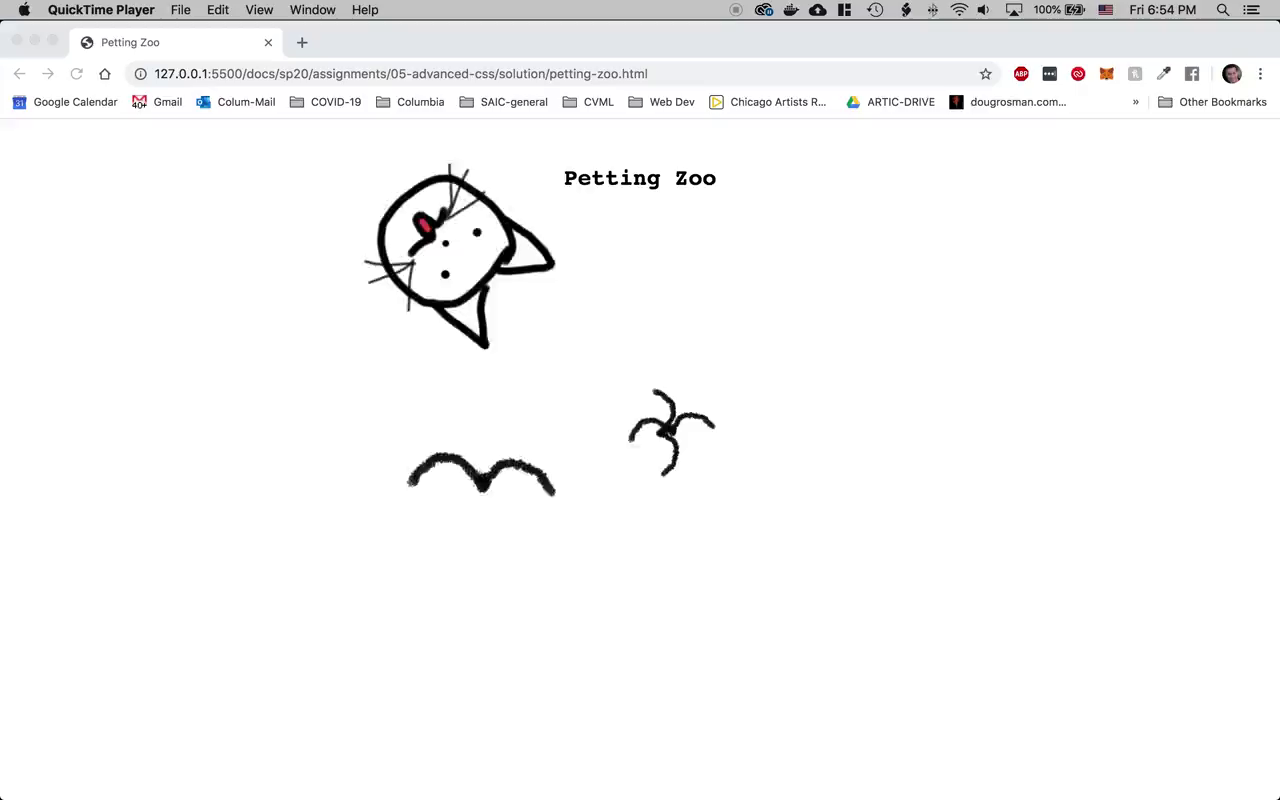 QuickTime Player File Edit View Window Help 100% Fri 6:54 PM
Petting Zoo
127.0.0.1:5500/docs/sp20/assignments/05-advanced-css/solution/petting-zoo.html ABP
31 Google Calendar 40+ Gmail Colum-Mail COVID-19 Columbia SAIC-general CVML Web Dev Chicago Artists R... ARTIC-DRIVE dougrosman.com... » Other Bookmarks
Petting Zoo